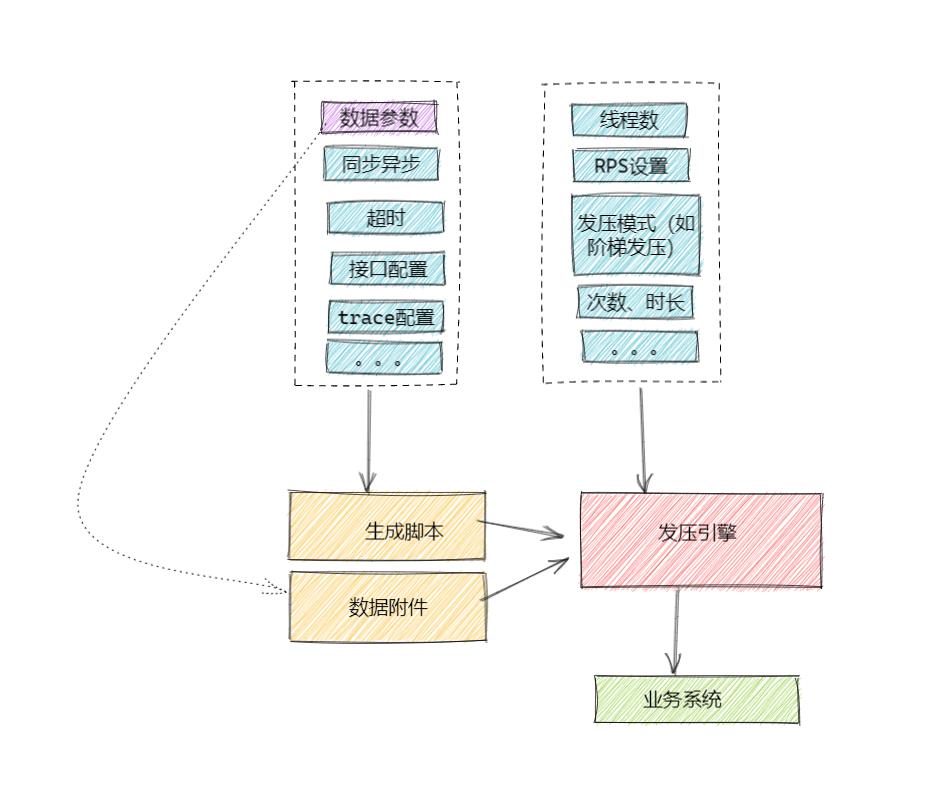 数据参数
同步异步
超时
接口配置
trace配置
。。。
线程数
RPS设置
发压模式（如
阶梯发压）
次数、时长
。。。
生成脚本
数据附件
发压引擎
业务系统